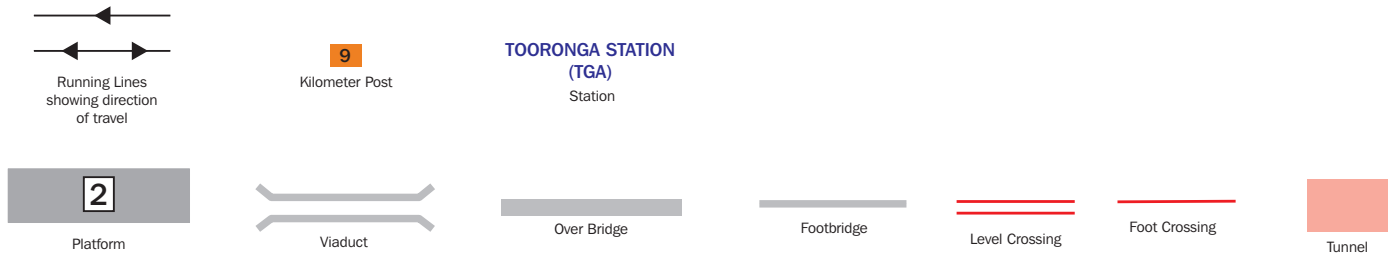 Running Lines
showing direction
of travel
9
Kilometer Post
TOORONGA STATION
(TGA)
Station
2
Platform
Viaduct
Over Bridge
Footbridge
Level Crossing
Foot Crossing
Tunnel